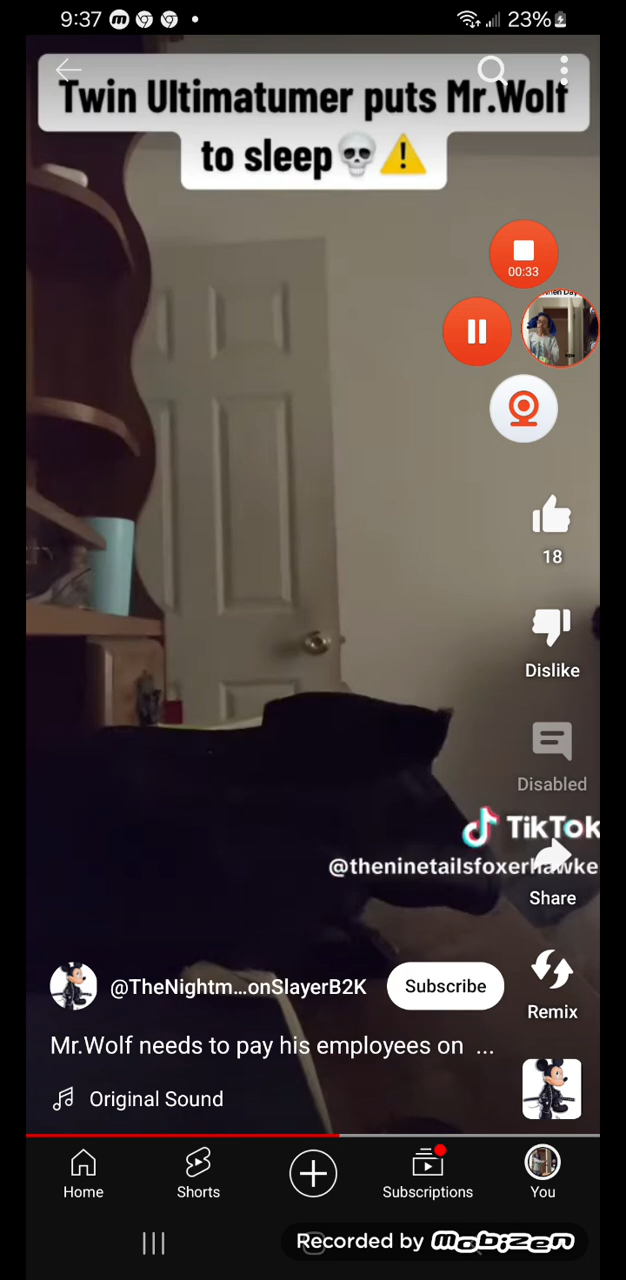 9:37
23%
Twin Ultimatumer puts Mr.Wolf
to sleep💀⚠️
00:33
18
Dislike
Disabled
TikTok
@theninetailsfoxerhawke
Share
@TheNightm...onSlayerB2K
Subscribe
Remix
Mr.Wolf needs to pay his employees on ...
Original Sound
Home
Shorts
Subscriptions
You
Recorded by Mobizen